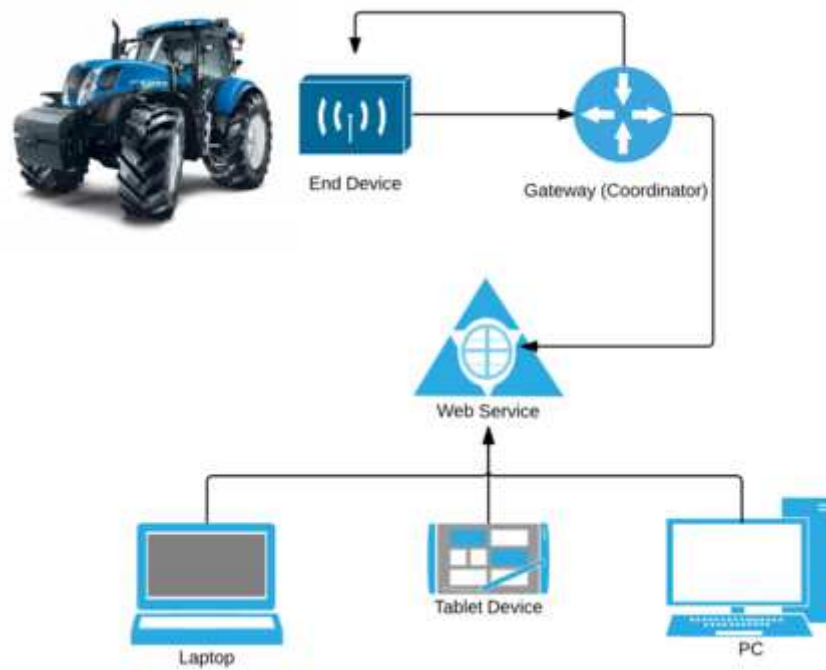 End Device
Gateway (Coordinator)
Web Service
Laptop
Tablet Device
PC